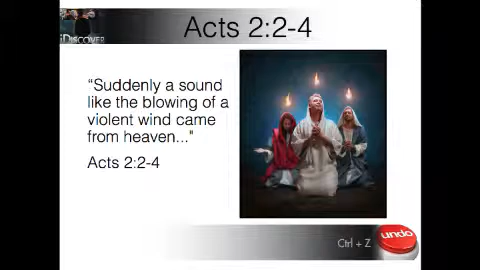 iDiscover
Acts 2:2-4
“Suddenly a sound
like the blowing of a
violent wind came
from heaven..."
Acts 2:2-4
Ctrl + Z
undo